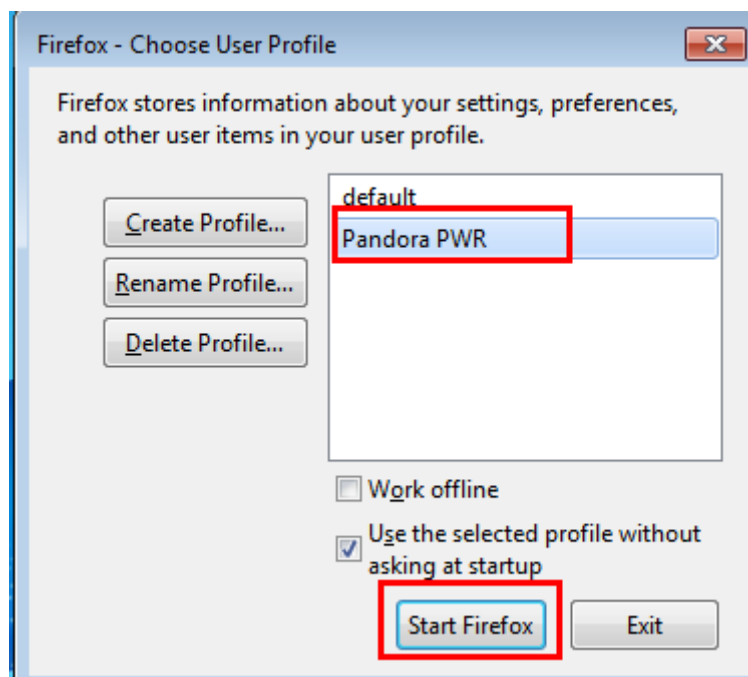 Firefox - Choose User Profile
Firefox stores information about your settings, preferences,
and other user items in your user profile.
default
Create Profile...
Pandora PWR
Rename Profile...
Delete Profile...
Work offline
Use the selected profile without
asking at startup
Start Firefox
Exit